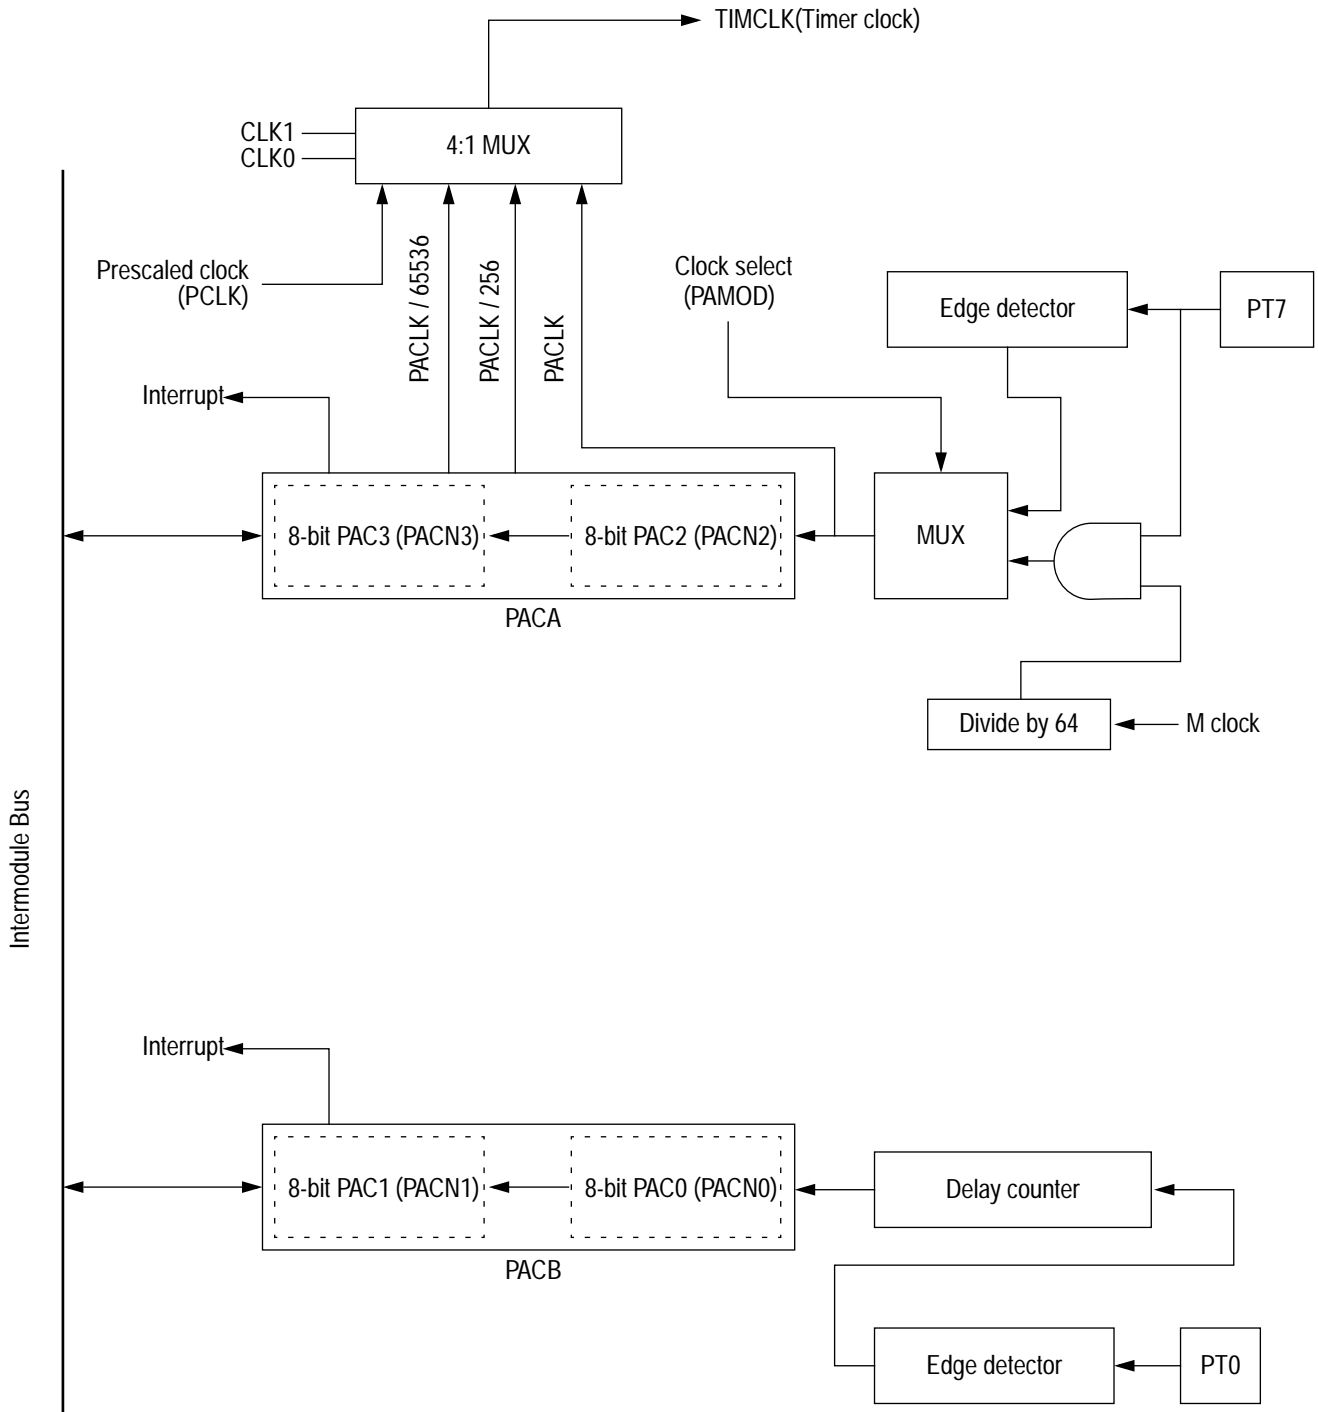 TIMCLK(Timer clock)
CLK1
CLK0
4:1 MUX
Prescaled clock
(PCLK)
PACLK / 65536
PACLK / 256
PACLK
Clock select
(PAMOD)
Edge detector
PT7
Interrupt
8-bit PAC3 (PACN3)
8-bit PAC2 (PACN2)
MUX
PACA
Divide by 64
M clock
Intermodule Bus
Interrupt
8-bit PAC1 (PACN1)
8-bit PAC0 (PACN0)
Delay counter
PACB
Edge detector
PT0